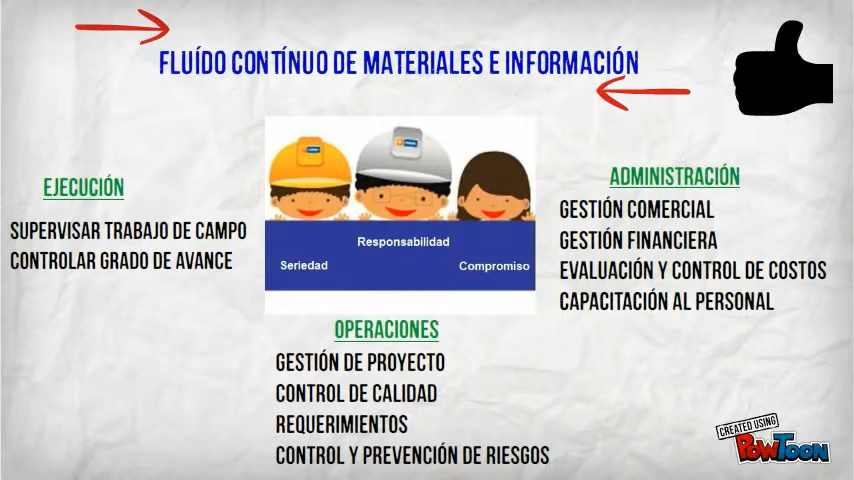 FLUÍDO CONTÍNUO DE MATERIALES E INFORMACIÓN
EJECUCIÓN
SUPERVISAR TRABAJO DE CAMPO
CONTROLAR GRADO DE AVANCE
Responsabilidad
Seriedad
Compromiso
ADMINISTRACIÓN
GESTIÓN COMERCIAL
GESTIÓN FINANCIERA
EVALUACIÓN Y CONTROL DE COSTOS
CAPACITACIÓN AL PERSONAL
OPERACIONES
GESTIÓN DE PROYECTO
CONTROL DE CALIDAD
REQUERIMIENTOS
CONTROL Y PREVENCIÓN DE RIESGOS
CREATED USING
POWTOON